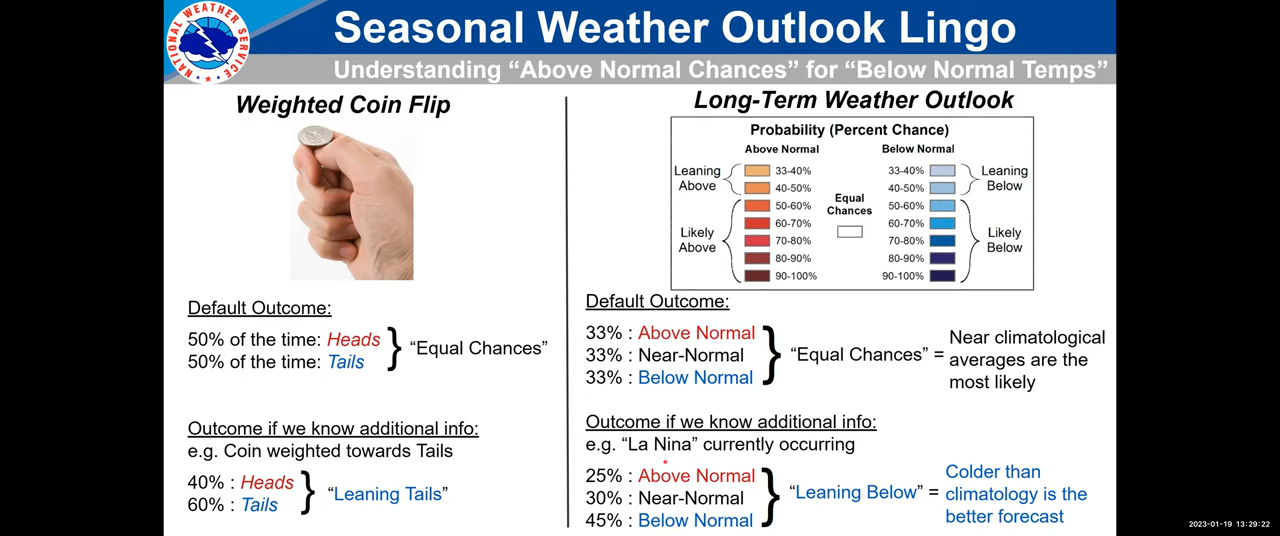 NATIONAL WEATHER SERVICE
Seasonal Weather Outlook Lingo
Understanding “Above Normal Chances” for “Below Normal Temps”
Weighted Coin Flip
Default Outcome:
50% of the time: Heads
50% of the time: Tails
“Equal Chances”
Outcome if we know additional info:
e.g. Coin weighted towards Tails
40% : Heads
60% : Tails
“Leaning Tails”
Long-Term Weather Outlook
Probability (Percent Chance)
Above Normal
Below Normal
Leaning
Above
33-40%
40-50%
Likely
Above
50-60%
60-70%
70-80%
80-90%
90-100%
Equal
Chances
33-40%
40-50%
Leaning
Below
50-60%
60-70%
70-80%
80-90%
90-100%
Likely
Below
Default Outcome:
33% : Above Normal
33% : Near-Normal
33% : Below Normal
“Equal Chances” =
Near climatological
averages are the
most likely
Outcome if we know additional info:
e.g. “La Nina” currently occurring
25% : Above Normal
30% : Near-Normal
45% : Below Normal
“Leaning Below” =
Colder than
climatology is the
better forecast
2023-01-19 13:29:22